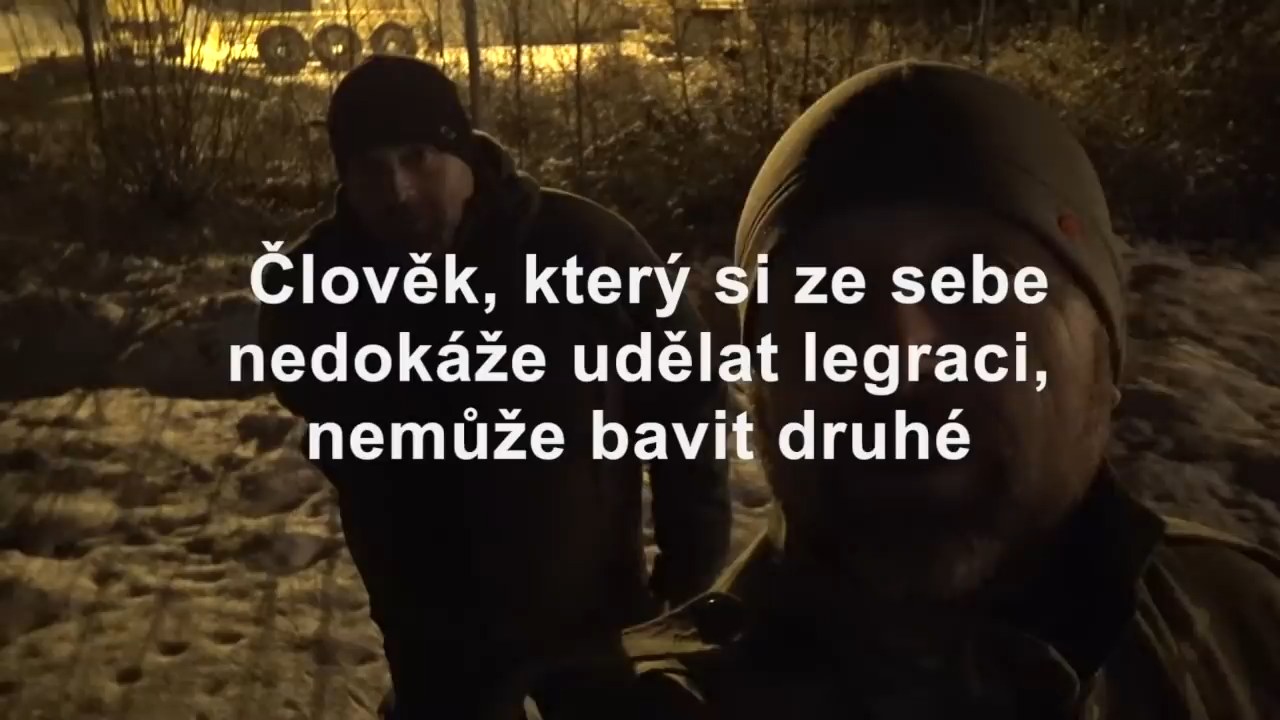 Člověk, který si ze sebe
nedokáže udělat legraci,
nemůže bavit druhé